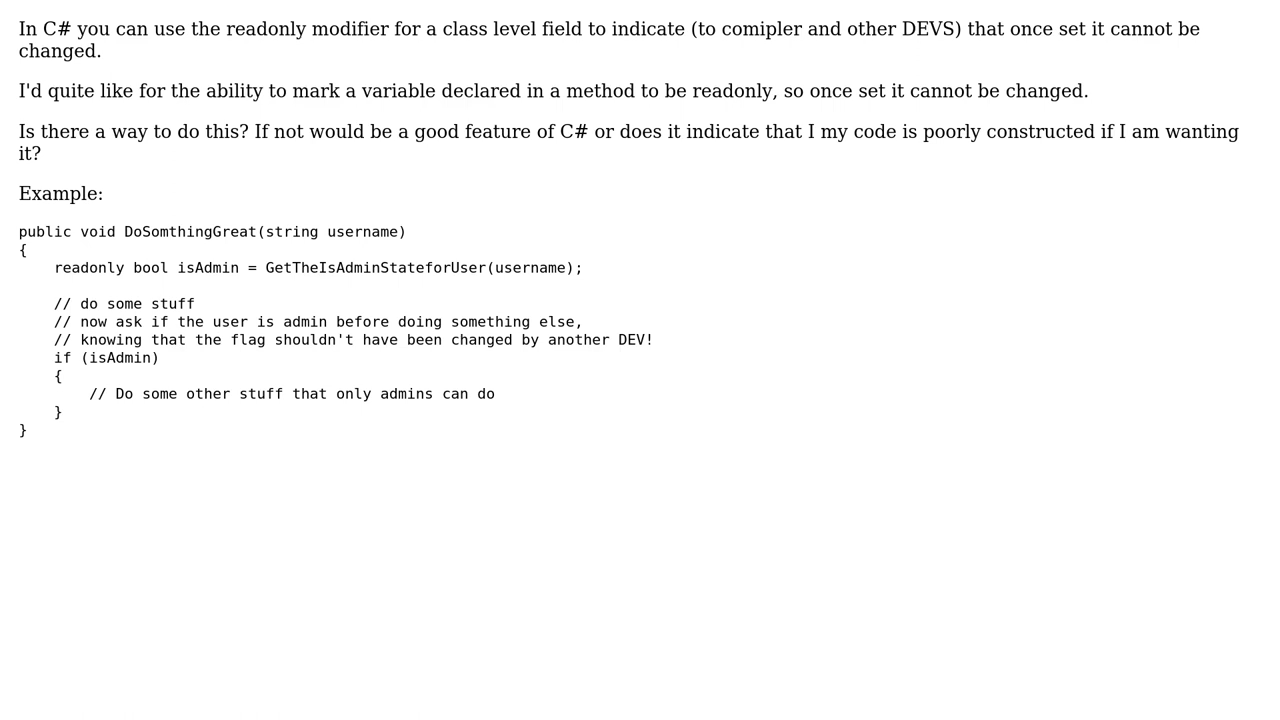 In C# you can use the readonly modifier for a class level field to indicate (to comipler and other DEVS) that once set it cannot be
changed.
I'd quite like for the ability to mark a variable declared in a method to be readonly, so once set it cannot be changed.
Is there a way to do this? If not would be a good feature of C# or does it indicate that I my code is poorly constructed if I am wanting
it?
Example:
public void DoSomthingGreat(string username)
{
    readonly bool isAdmin = GetTheIsAdminStateforUser(username);

    // do some stuff
    // now ask if the user is admin before doing something else,
    // knowing that the flag shouldn't have been changed by another DEV!
    if (isAdmin)
    {
        // Do some other stuff that only admins can do
    }
}